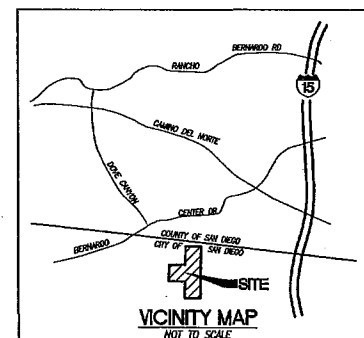 RANCHO BERNARDO RD
15
CAMINO DEL NORTE
DOVE CANYON
BERNARDO CENTER DR.
COUNTY OF SAN DIEGO
CITY OF SAN DIEGO
SITE
VICINITY MAP
NOT TO SCALE